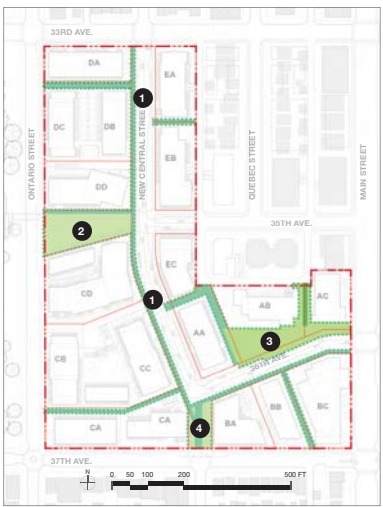 33RD AVE.
DA
EA
1
ONTARIO STREET
DC
DB
NEW CENTRAL STREET
QUEBEC STREET
MAIN STREET
EB
DD
2
35TH AVE.
EC
CD
1
AB
AC
AA
3
CB
CC
36TH AVE.
CA
CA
4
BA
BB
BC
37TH AVE.
N
0 50 100 200 500 FT